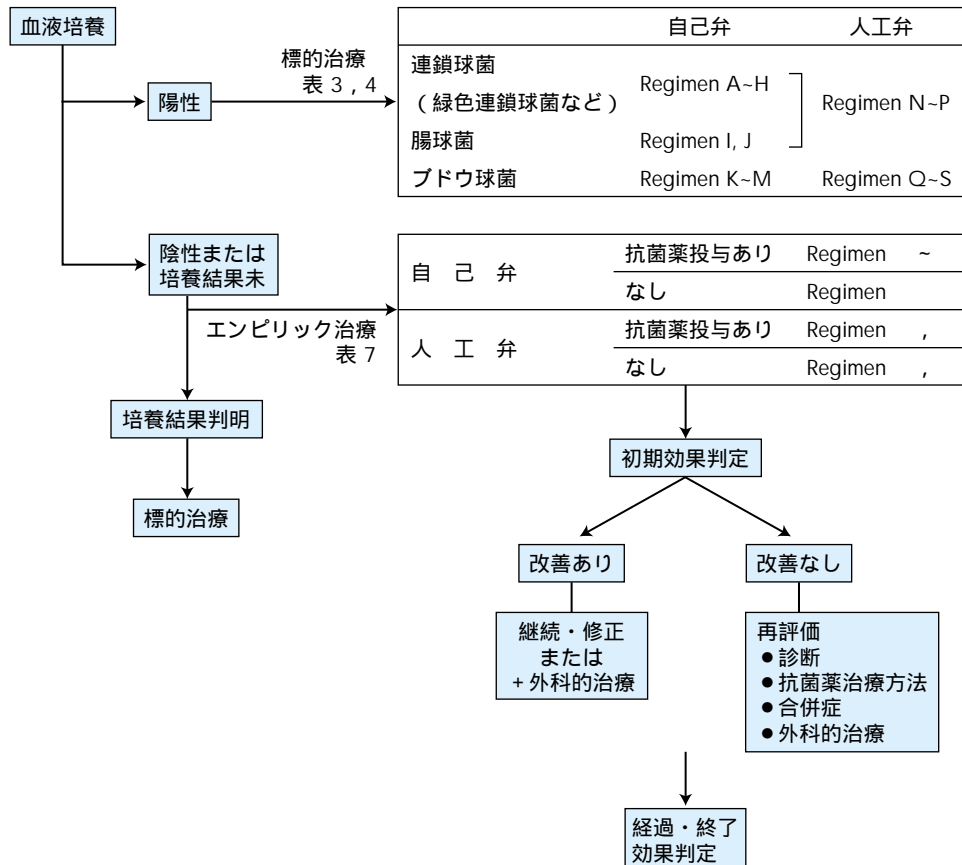 血液培養
陽性
標的治療
表 3 , 4
自己弁 人工弁
連鎖球菌
(緑色連鎖球菌など)
Regimen A~H
Regimen N~P
腸球菌 Regimen I, J
ブドウ球菌 Regimen K~M Regimen Q~S
陰性または
培養結果未
エンピリック治療
表 7
自 己 弁
抗菌薬投与あり Regimen ~
なし Regimen
人 工 弁
抗菌薬投与あり Regimen ,
なし Regimen ,
培養結果判明
標的治療
初期効果判定
改善あり
改善なし
継続・修正
または
+ 外科的治療
再評価
●診断
●抗菌薬治療方法
●合併症
●外科的治療
経過・終了
効果判定